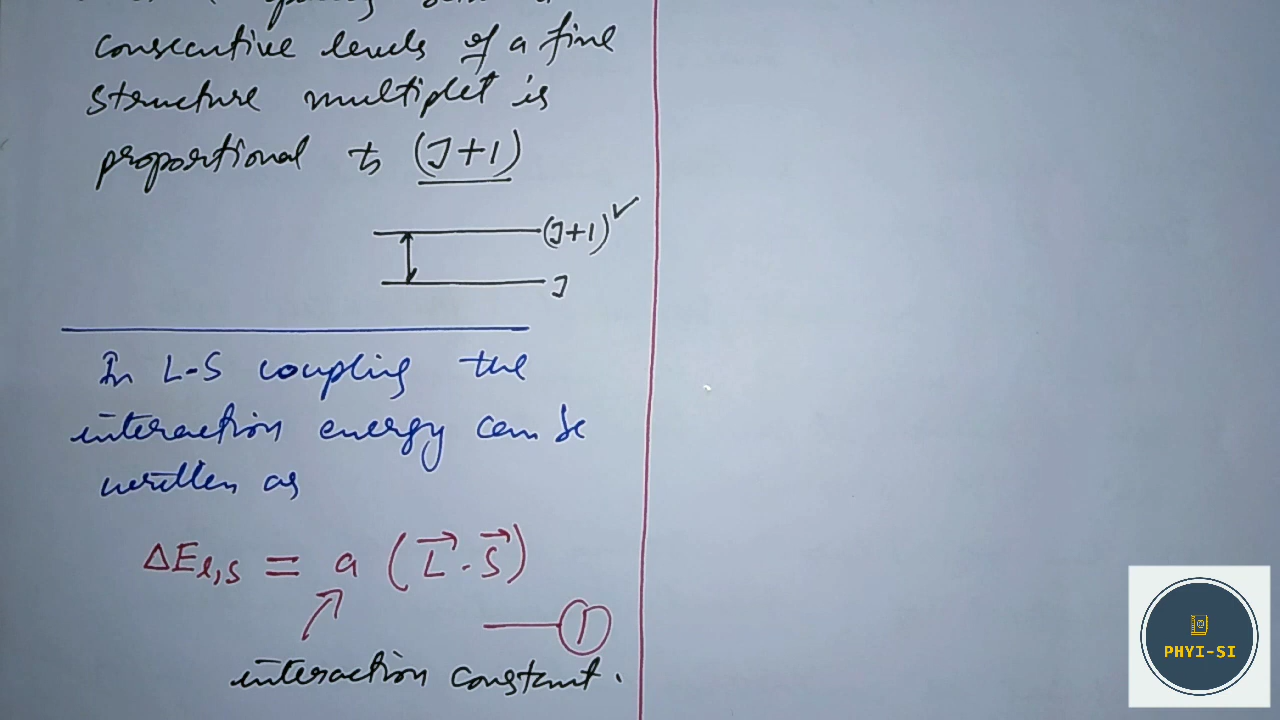 consecutive levels of a fine
structure multiplet is
proportional to (J+1)
(J+1) ✓
J
In L-S coupling the
interaction energy can be
written as
ΔEl,s = a (L⃗ . S⃗)
1
interaction constant.
PHYI-SI